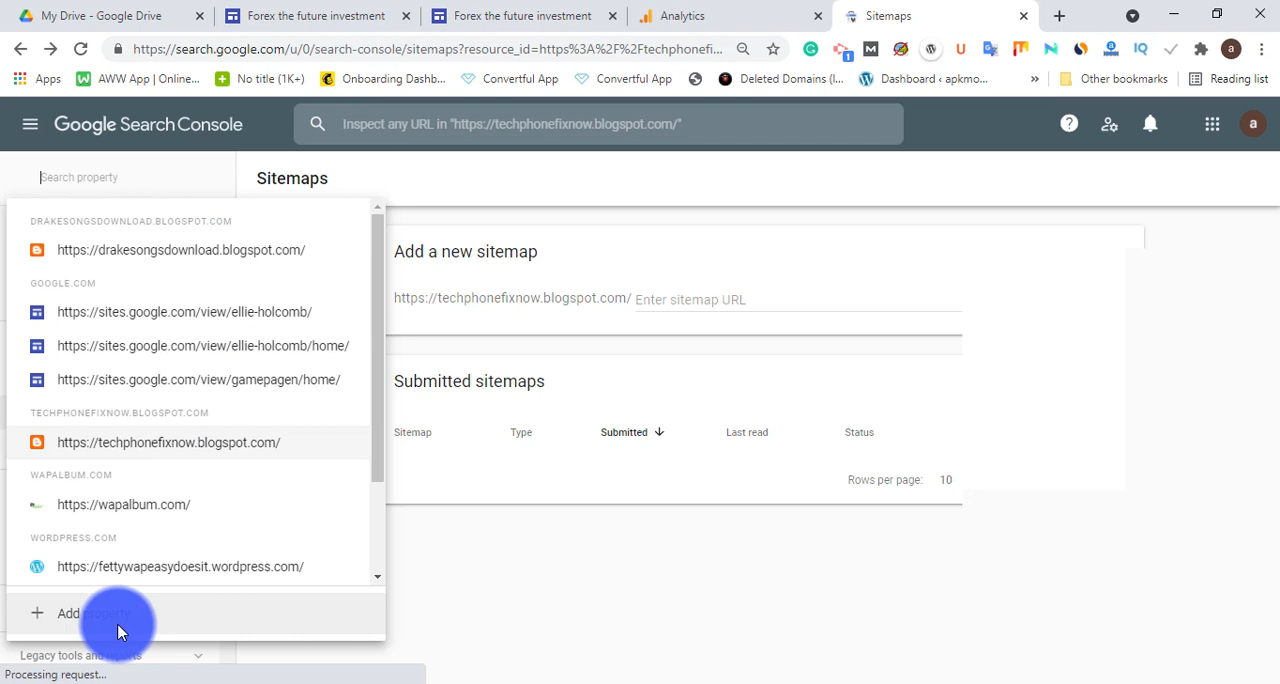 My Drive - Google Drive
Forex the future investment
Forex the future investment
Analytics
Sitemaps
https://search.google.com/u/0/search-console/sitemaps?resource_id=https%3A%2F%2Ftechphonefi...
1
M
U
IQ
a
Apps
AWW App | Online...
No title (1K+)
Onboarding Dashb...
Convertful App
Convertful App
Deleted Domains (I...
Dashboard ‹ apkmo...
»
Other bookmarks
Reading list
Google Search Console
Inspect any URL in "https://techphonefixnow.blogspot.com/"
a
Search property
Sitemaps
DRAKESONGSDOWNLOAD.BLOGSPOT.COM
https://drakesongsdownload.blogspot.com/
GOOGLE.COM
https://sites.google.com/view/ellie-holcomb/
https://sites.google.com/view/ellie-holcomb/home/
https://sites.google.com/view/gamepagen/home/
TECHPHONEFIXNOW.BLOGSPOT.COM
https://techphonefixnow.blogspot.com/
WAPALBUM.COM
https://wapalbum.com/
WORDPRESS.COM
https://fettywapeasydoesit.wordpress.com/
Add property
Legacy tools and reports
Processing request...
Add a new sitemap
https://techphonefixnow.blogspot.com/ Enter sitemap URL
Submitted sitemaps
Sitemap Type Submitted Last read Status
Rows per page: 10